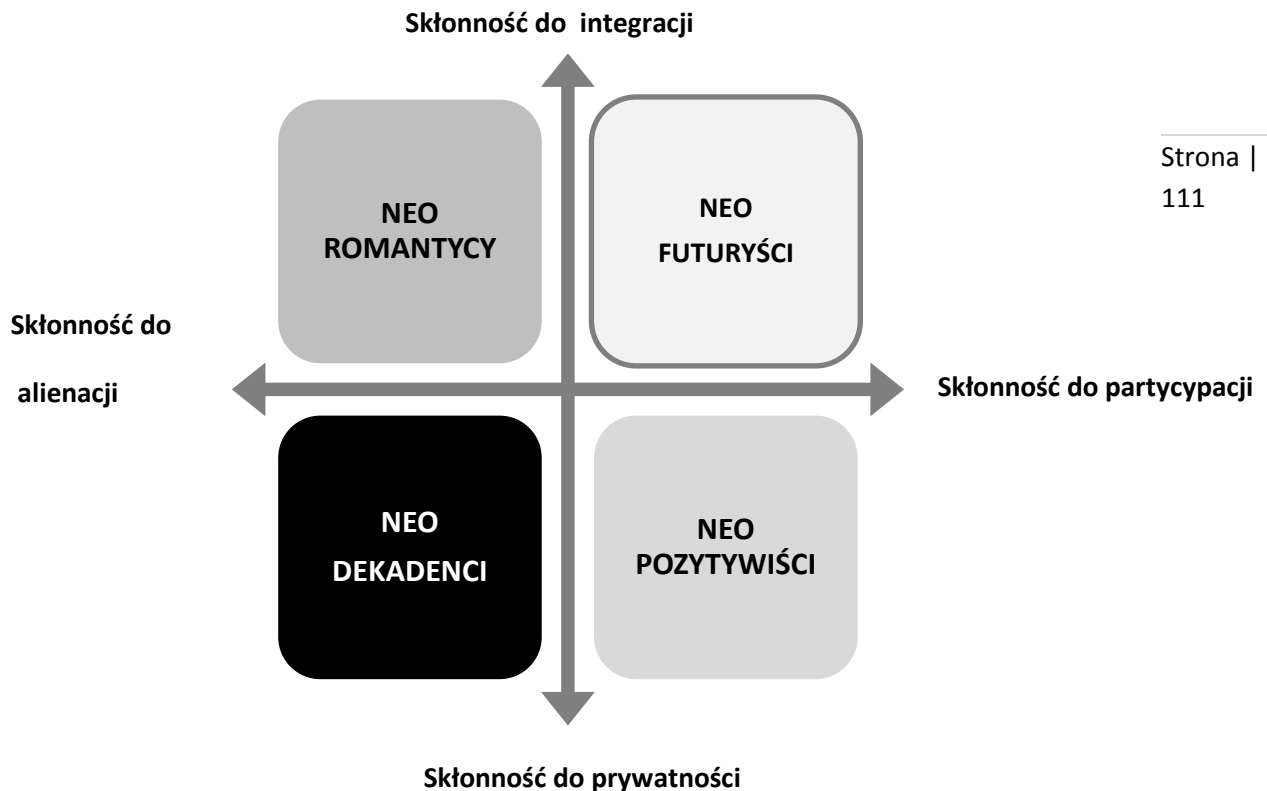 Skłonność do integracji
Strona |
111
NEO
ROMANTYCY
NEO
FUTURYŚCI
Skłonność do
alienacji
Skłonność do partycypacji
NEO
DEKADENCI
NEO
POZYTYWIŚCI
Skłonność do prywatności